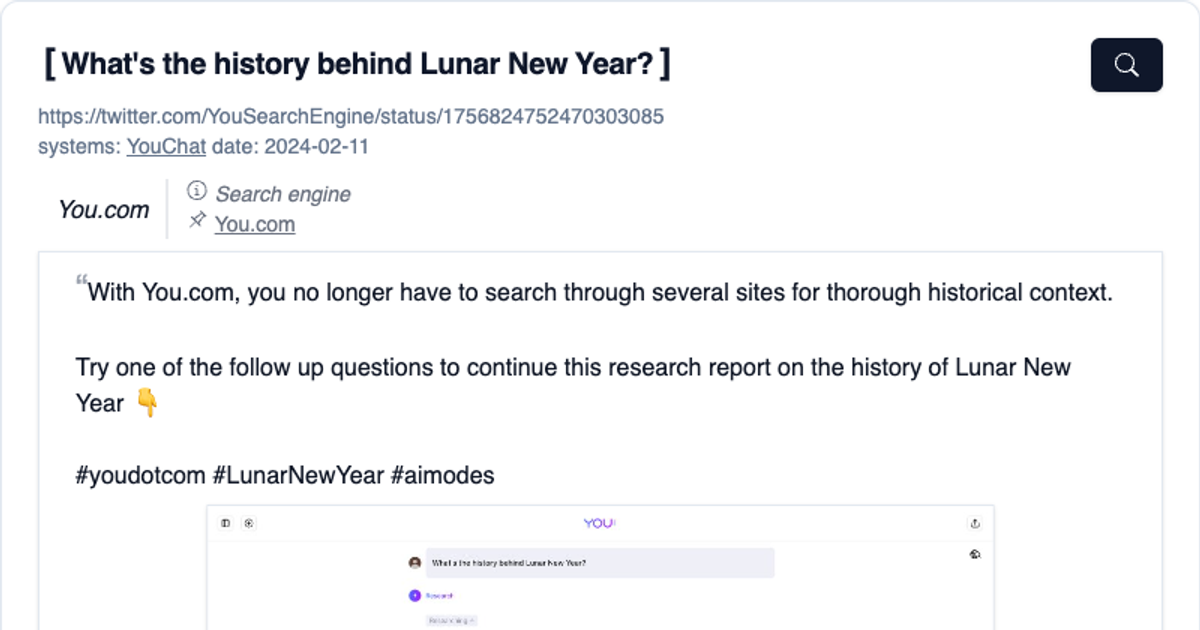 [ What's the history behind Lunar New Year? ]
https://twitter.com/YouSearchEngine/status/1756824752470303085
systems: YouChat date: 2024-02-11
You.com
Search engine
You.com
“With You.com, you no longer have to search through several sites for thorough historical context.
Try one of the follow up questions to continue this research report on the history of Lunar New
Year 👇
#youdotcom #LunarNewYear #aimodes
YOU
What's the history behind Lunar New Year?
Research